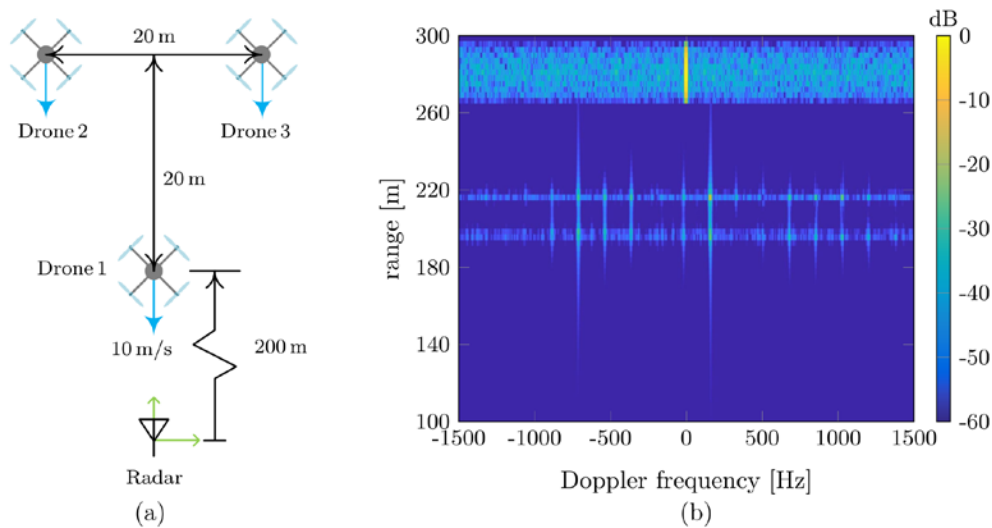 20 m
Drone 2
Drone 3
20 m
Drone 1
10 m/s
200 m
Radar
(a)
dB
300
260
220
180
140
100
range [m]
-1500
-1000
-500
0
500
1000
1500
Doppler frequency [Hz]
0
-10
-20
-30
-40
-50
-60
(b)